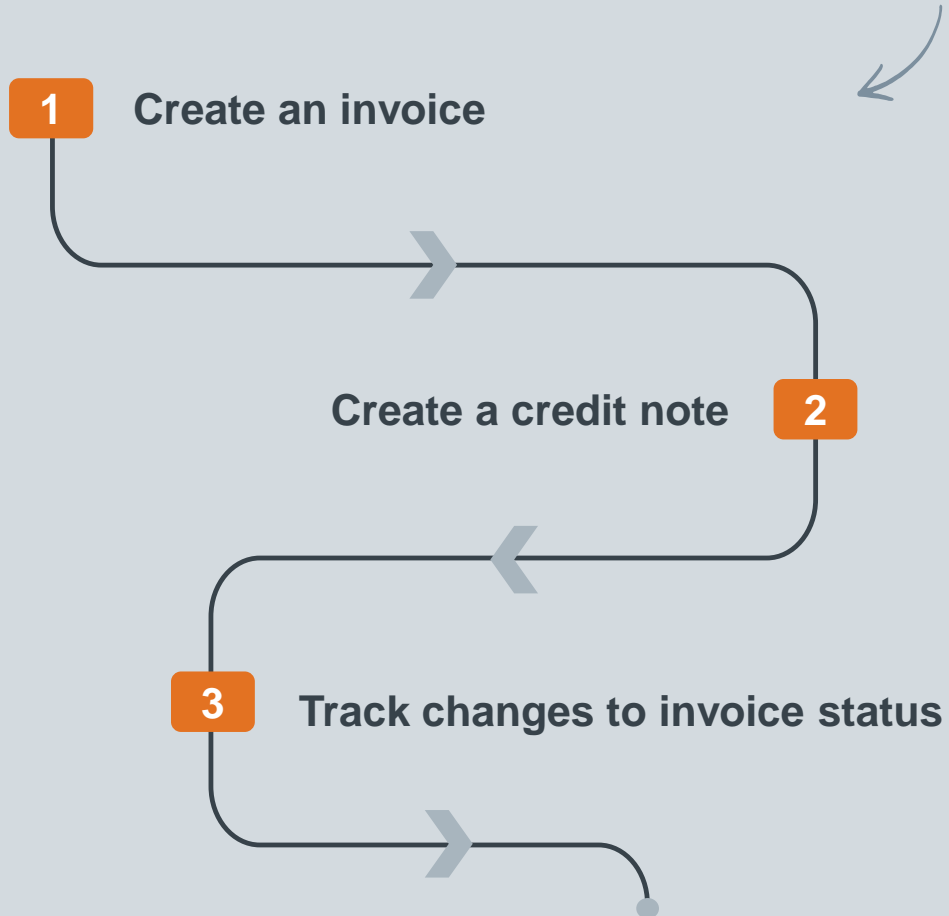 1 Create an invoice
Create a credit note 2
3 Track changes to invoice status